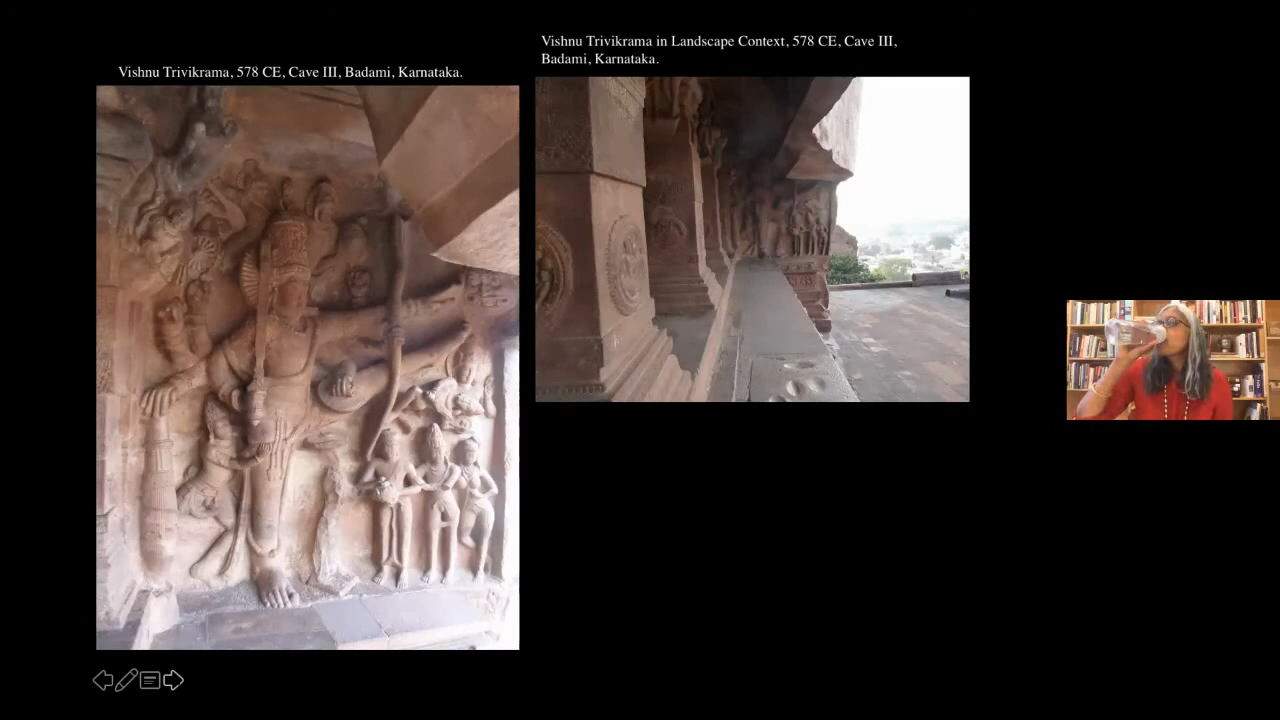 Vishnu Trivikrama, 578 CE, Cave III, Badami, Karnataka.
Vishnu Trivikrama in Landscape Context, 578 CE, Cave III,
Badami, Karnataka.